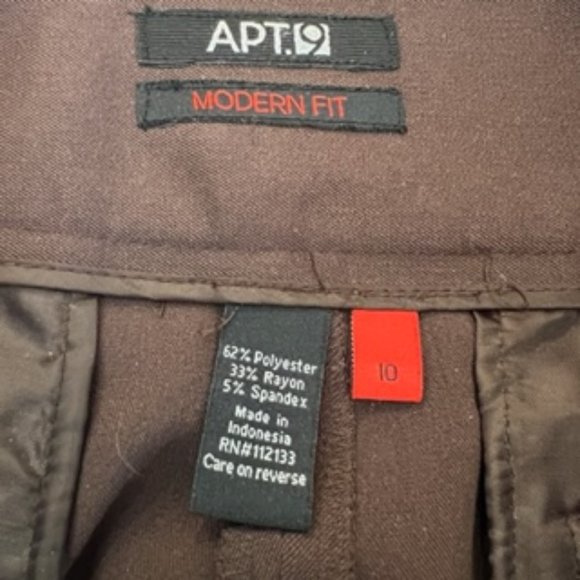 APT.9
MODERN FIT
62% Polyester
33% Rayon
5% Spandex
Made in
Indonesia
RN#112133
Care on reverse
10